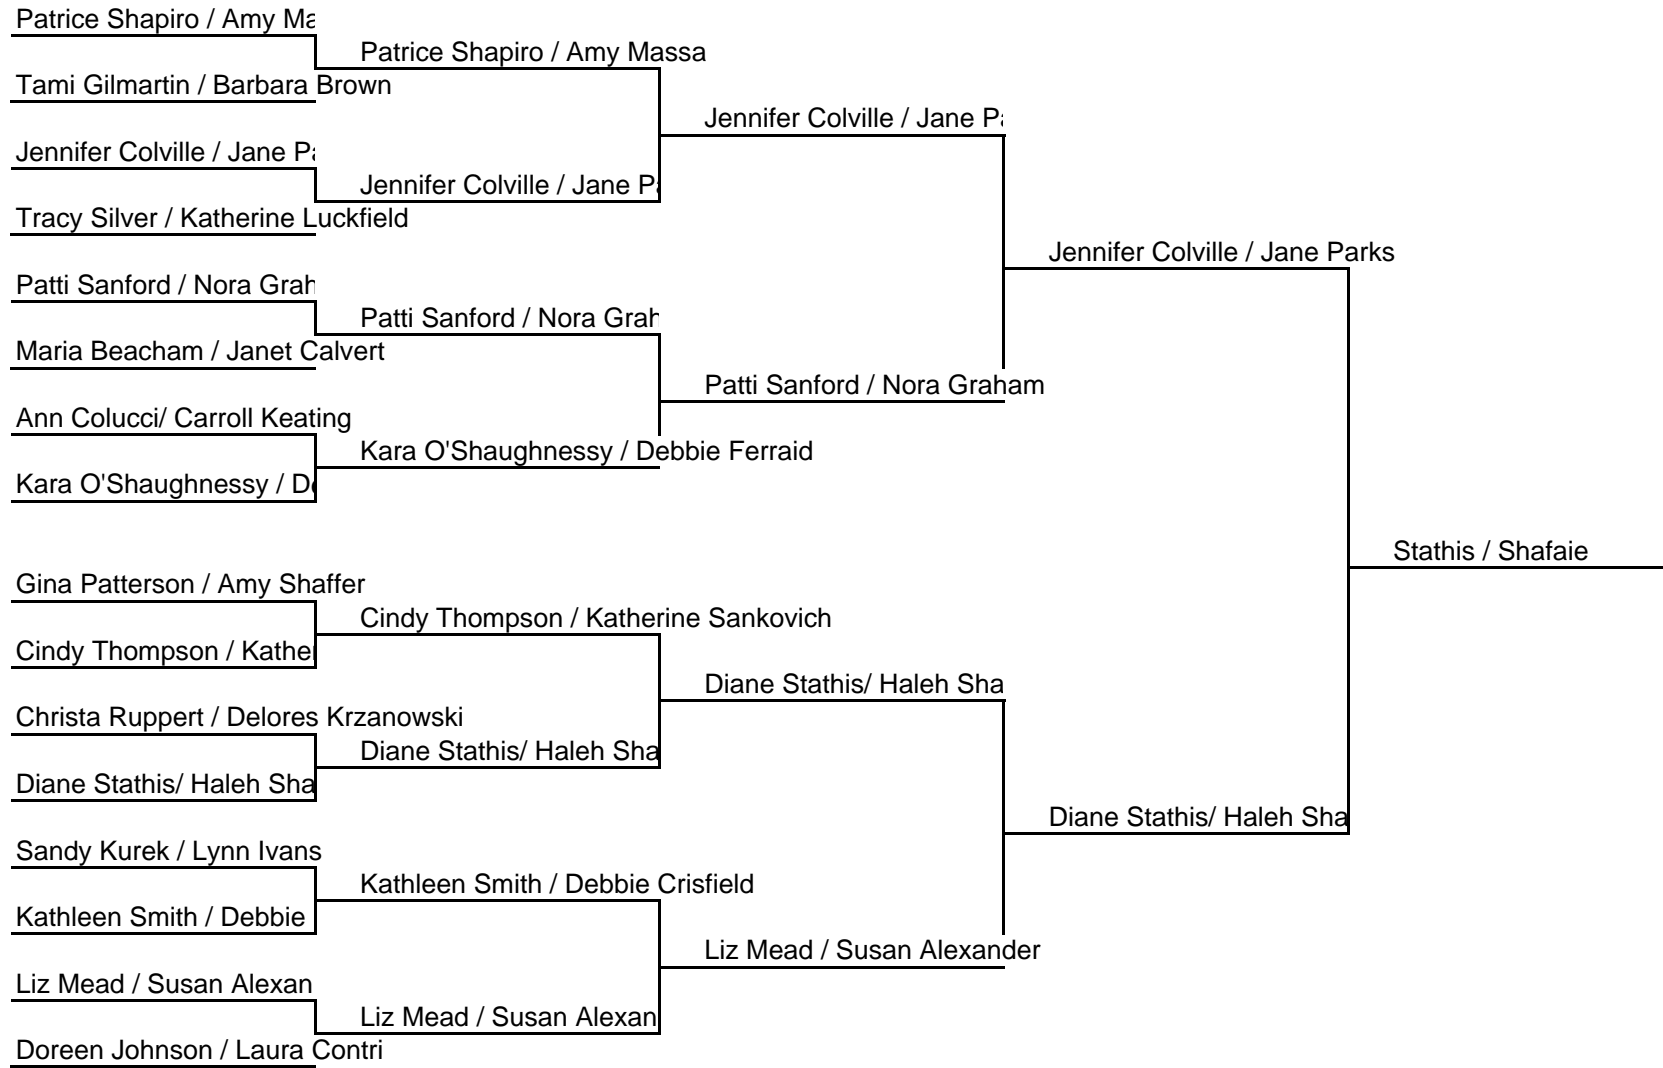 Patrice Shapiro / Amy Ma
Patrice Shapiro / Amy Massa
Tami Gilmartin / Barbara Brown
Jennifer Colville / Jane P
Jennifer Colville / Jane Pa
Jennifer Colville / Jane P
Tracy Silver / Katherine Luckfield
Jennifer Colville / Jane Parks
Patti Sanford / Nora Grah
Patti Sanford / Nora Grah
Maria Beacham / Janet Calvert
Patti Sanford / Nora Graham
Ann Colucci/ Carroll Keating
Kara O'Shaughnessy / Debbie Ferraid
Kara O'Shaughnessy / De
Stathis / Shafaie
Gina Patterson / Amy Shaffer
Cindy Thompson / Katherine Sankovich
Cindy Thompson / Kather
Diane Stathis/ Haleh Sha
Christa Ruppert / Delores Krzanowski
Diane Stathis/ Haleh Sha
Diane Stathis/ Haleh Sha
Diane Stathis/ Haleh Sha
Sandy Kurek / Lynn Ivans
Kathleen Smith / Debbie Crisfield
Kathleen Smith / Debbie
Liz Mead / Susan Alexander
Liz Mead / Susan Alexan
Liz Mead / Susan Alexan
Doreen Johnson / Laura Contri